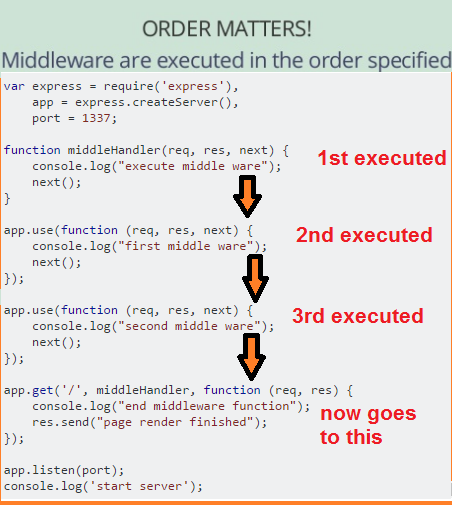 ORDER MATTERS!
Middleware are executed in the order specified
var express = require('express'),
    app = express.createServer(),
    port = 1337;
function middleHandler(req, res, next) {
    console.log("execute middle ware");
    next();
}
1st executed
app.use(function (req, res, next) {
    console.log("first middle ware");
    next();
});
2nd executed
app.use(function (req, res, next) {
    console.log("second middle ware");
    next();
});
3rd executed
app.get('/', middleHandler, function (req, res) {
    console.log("end middleware function");
    res.send("page render finished");
});
now goes
to this
app.listen(port);
console.log('start server');